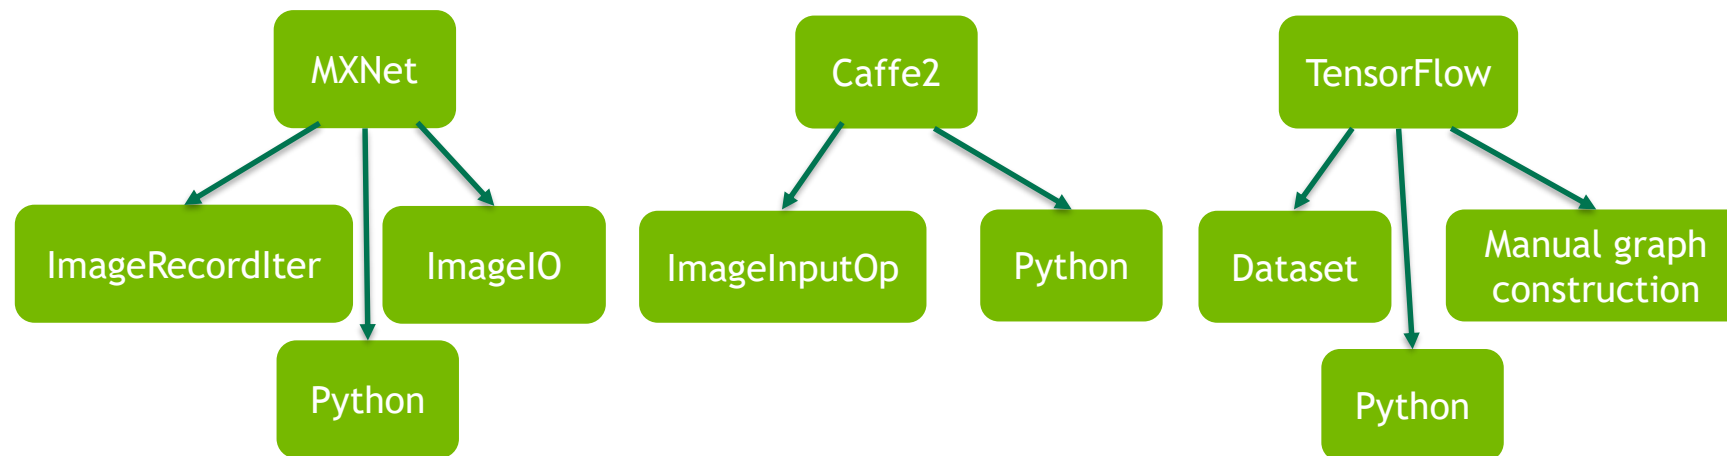 MXNet
Caffe2
TensorFlow
ImageRecordIter
ImageIO
ImageInputOp
Python
Dataset
Manual graph
construction
Python
Python